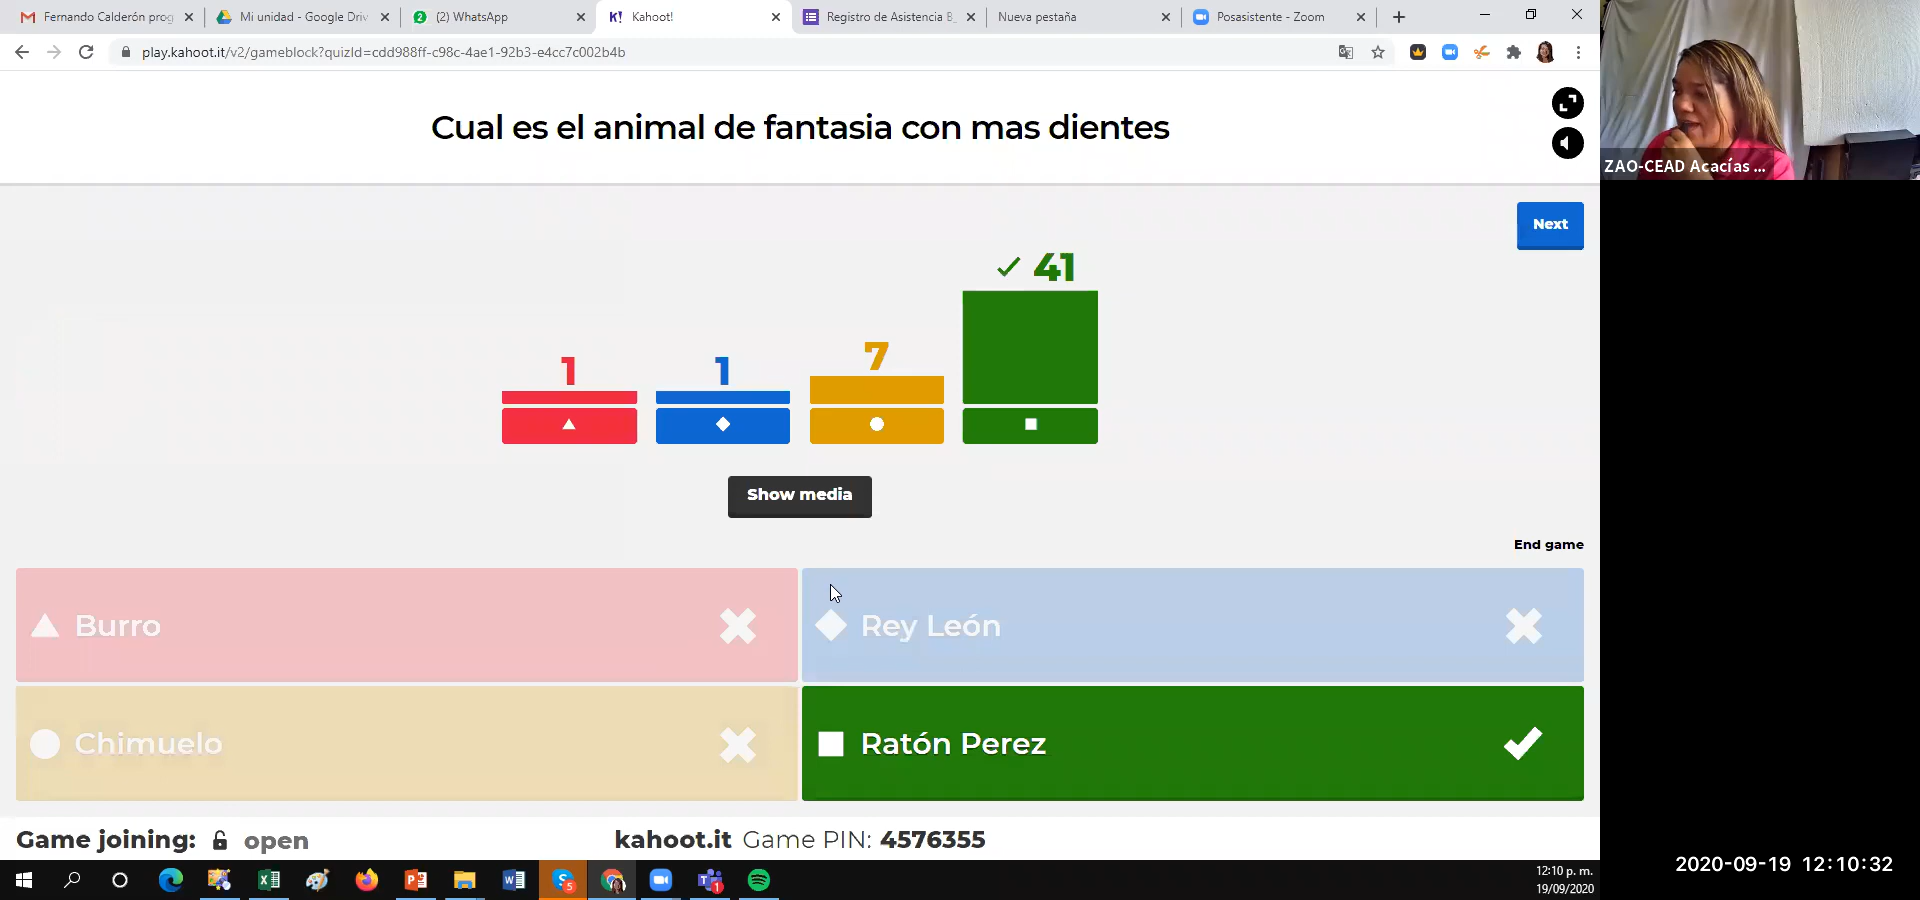 Fernando Calderón prog
Mi unidad - Google Driv
(2) WhatsApp
Kahoot!
Registro de Asistencia B_
Nueva pestaña
Posasistente - Zoom
play.kahoot.it/v2/gameblock?quizId=cdd988ff-c98c-4ae1-92b3-e4cc7c002b4b
Cual es el animal de fantasia con mas dientes
ZAO-CEAD Acacías ...
Next
41
1
1
7
Show media
End game
Burro
Rey León
Chimuelo
Ratón Perez
Game joining: open
kahoot.it Game PIN: 4576355
2020-09-19 12:10:32
12:10 p. m.
19/09/2020